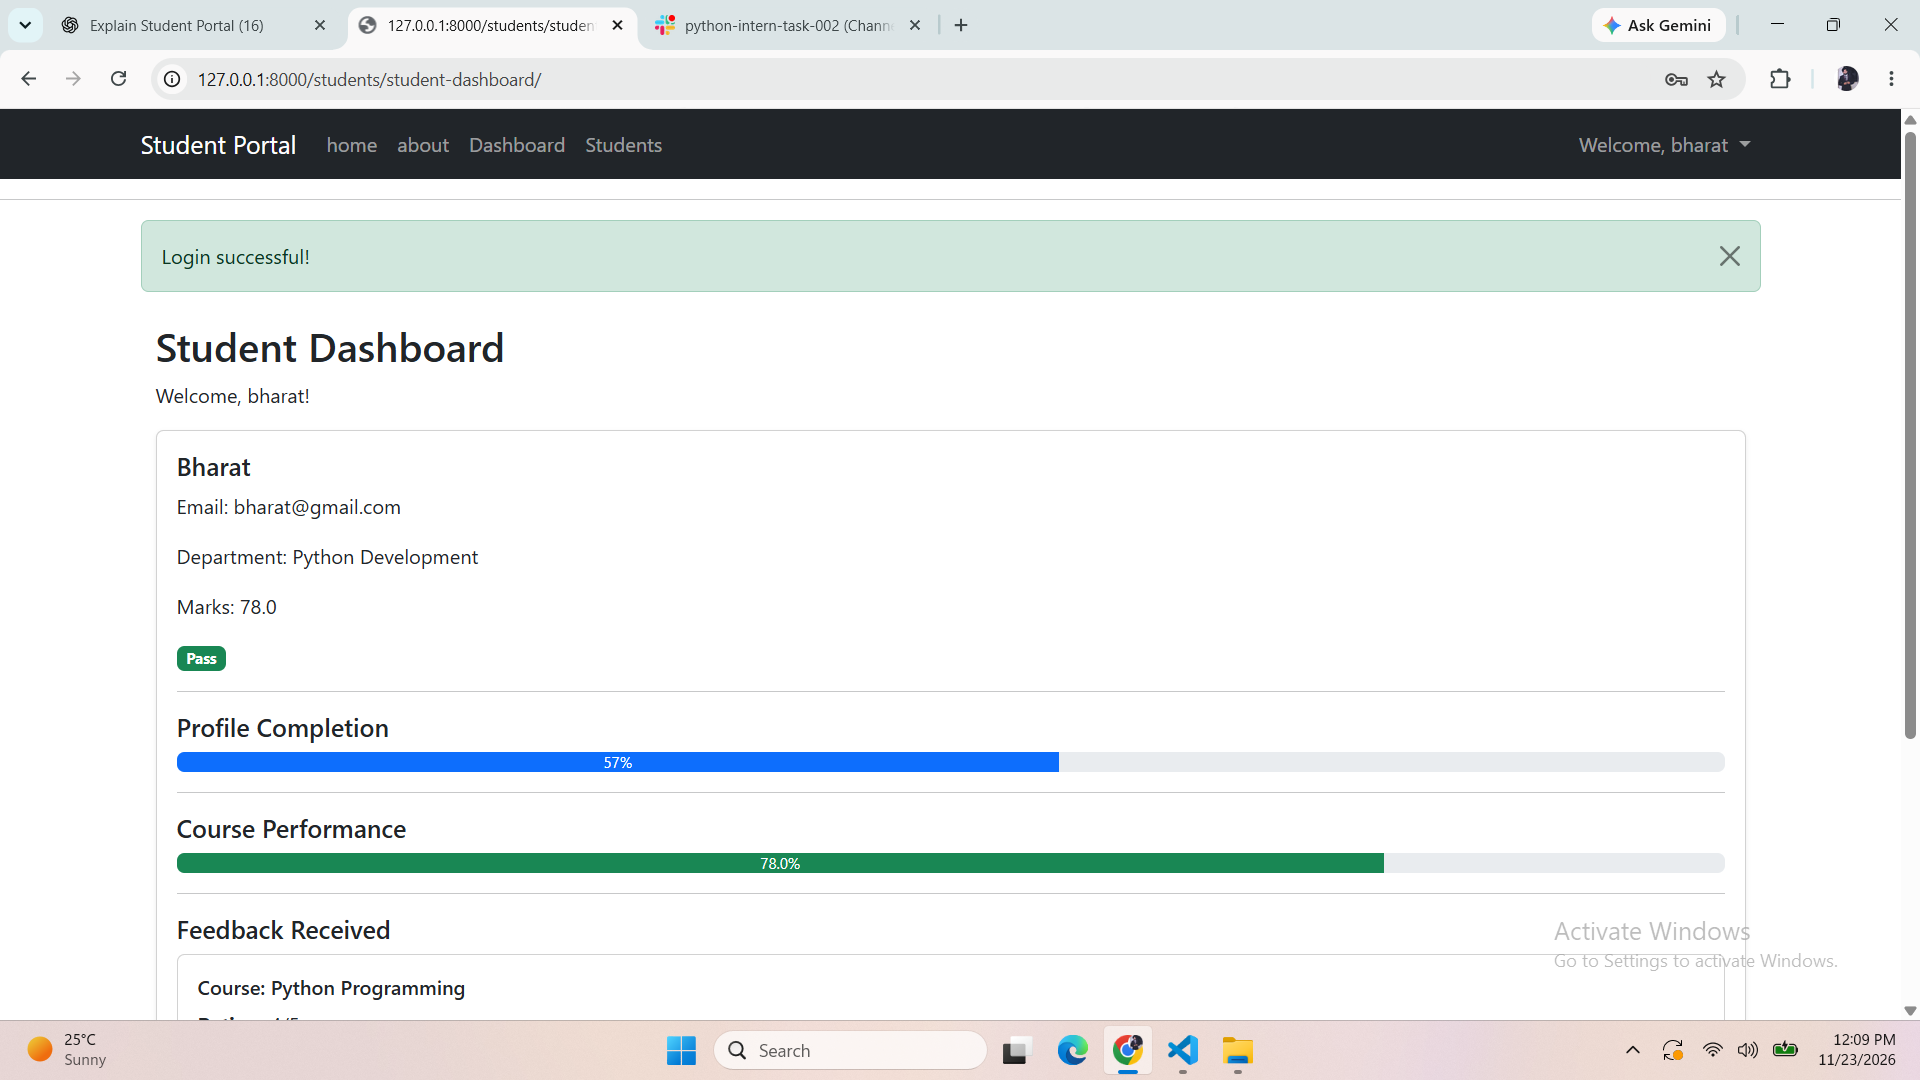 Explain Student Portal (16)
127.0.0.1:8000/students/studen
python-intern-task-002 (Chann
Ask Gemini
127.0.0.1:8000/students/student-dashboard/
Student Portal home about Dashboard Students Welcome, bharat
Login successful!
Student Dashboard
Welcome, bharat!
Bharat
Email: bharat@gmail.com
Department: Python Development
Marks: 78.0
Pass
Profile Completion
57%
Course Performance
78.0%
Feedback Received
Course: Python Programming
Activate Windows
Go to Settings to activate Windows.
25°C
Sunny
Search
12:09 PM
11/23/2026